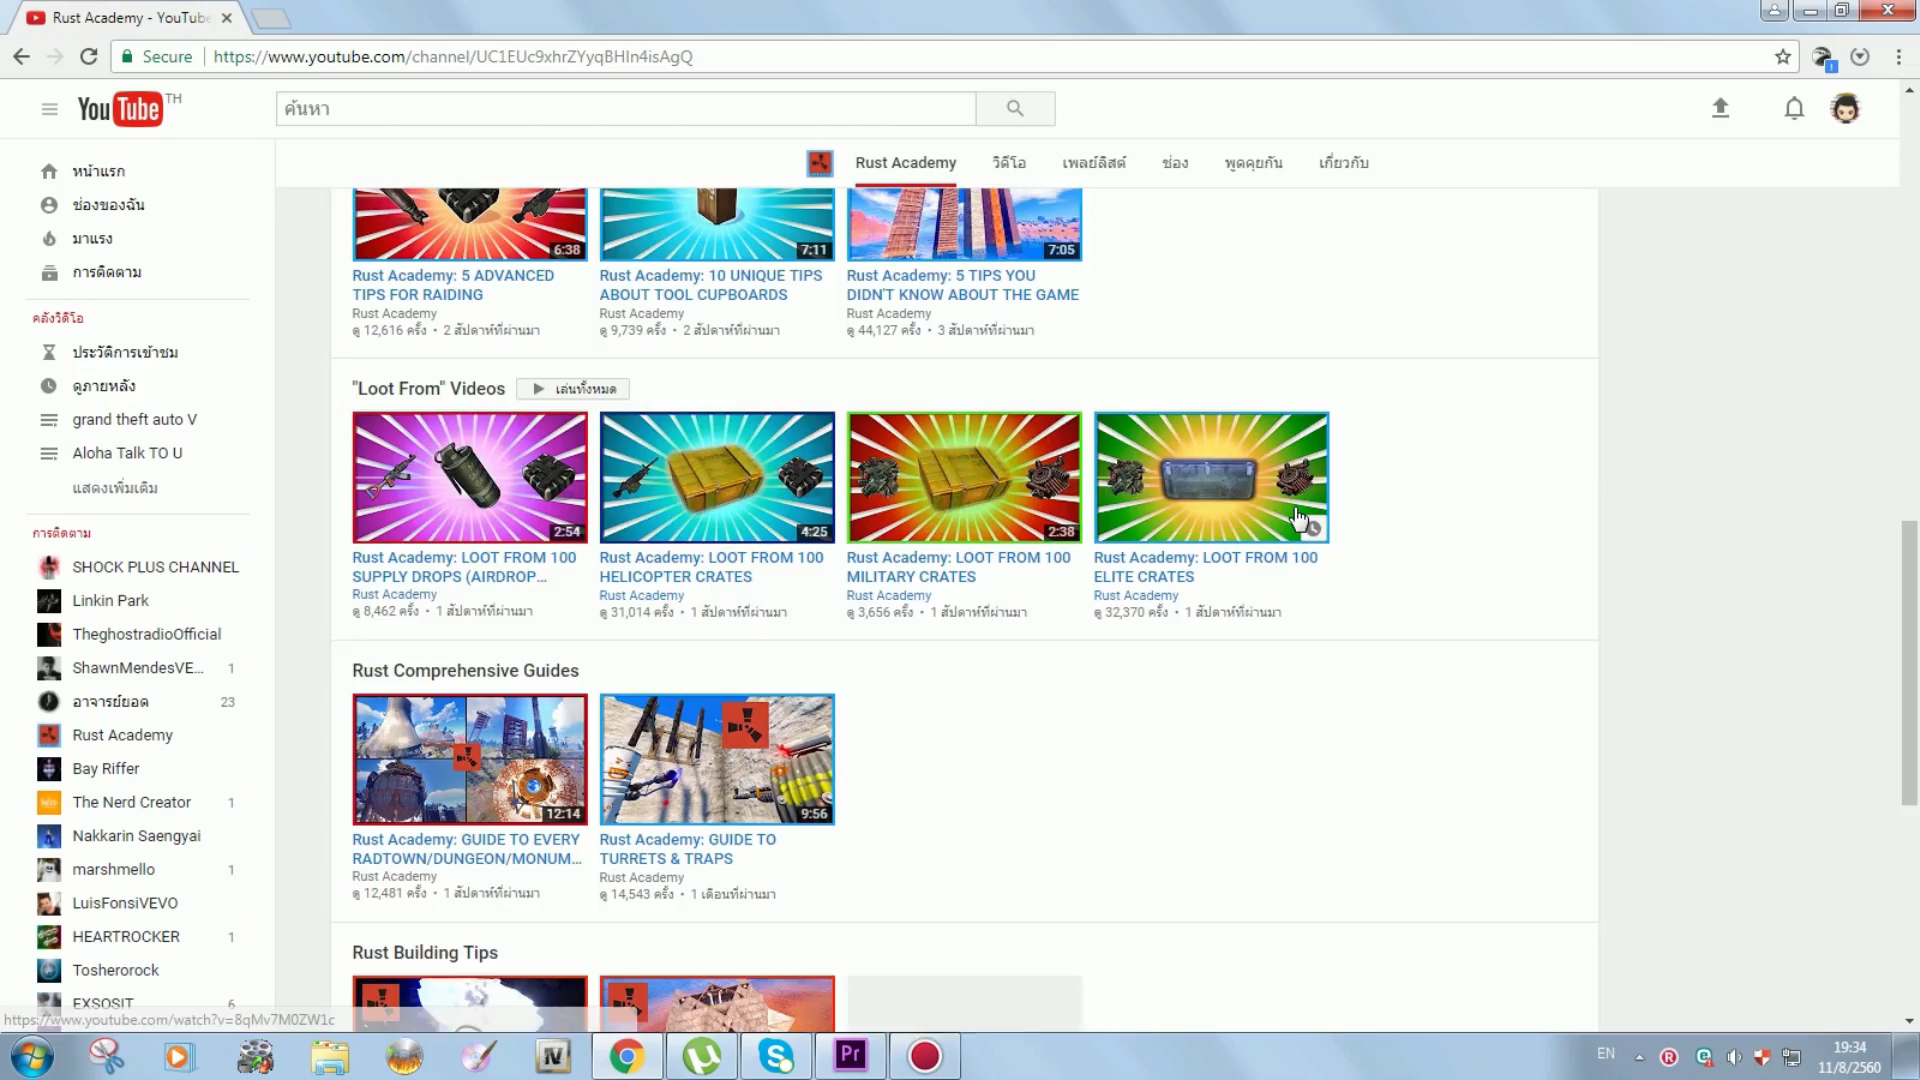 Rust Academy - YouTube
Secure https://www.youtube.com/channel/UC1EUc9xhrZYyqBHIn4isAgQ
YouTube TH
ค้นหา
Rust Academy วิดีโอ เพลย์ลิสต์ ช่อง พูดคุยกัน เกี่ยวกับ
หน้าแรก
ช่องของฉัน
มาแรง
การติดตาม
คลังวิดีโอ
ประวัติการเข้าชม
ดูภายหลัง
grand theft auto V
Aloha Talk TO U
แสดงเพิ่มเติม
การติดตาม
SHOCK PLUS CHANNEL
Linkin Park
TheghostradioOfficial
ShawnMendesVE... 1
อาจารย์ยอด 23
Rust Academy
Bay Riffer
The Nerd Creator 1
Nakkarin Saengyai
marshmello 1
LuisFonsiVEVO
HEARTROCKER 1
Tosherorock
EXSOSIT 6
6:38 7:11 7:05
Rust Academy: 5 ADVANCED
TIPS FOR RAIDING
Rust Academy
ดู 12,616 ครั้ง • 2 สัปดาห์ที่ผ่านมา
Rust Academy: 10 UNIQUE TIPS
ABOUT TOOL CUPBOARDS
Rust Academy
ดู 9,739 ครั้ง • 2 สัปดาห์ที่ผ่านมา
Rust Academy: 5 TIPS YOU
DIDN'T KNOW ABOUT THE GAME
Rust Academy
ดู 44,127 ครั้ง • 3 สัปดาห์ที่ผ่านมา
"Loot From" Videos เล่นทั้งหมด
2:54 4:25 2:38
Rust Academy: LOOT FROM 100
SUPPLY DROPS (AIRDROP...
Rust Academy
ดู 8,462 ครั้ง • 1 สัปดาห์ที่ผ่านมา
Rust Academy: LOOT FROM 100
HELICOPTER CRATES
Rust Academy
ดู 31,014 ครั้ง • 1 สัปดาห์ที่ผ่านมา
Rust Academy: LOOT FROM 100
MILITARY CRATES
Rust Academy
ดู 3,656 ครั้ง • 1 สัปดาห์ที่ผ่านมา
Rust Academy: LOOT FROM 100
ELITE CRATES
Rust Academy
ดู 32,370 ครั้ง • 1 สัปดาห์ที่ผ่านมา
Rust Comprehensive Guides
12:14 9:56
Rust Academy: GUIDE TO EVERY
RADTOWN/DUNGEON/MONUM...
Rust Academy
ดู 12,481 ครั้ง • 1 สัปดาห์ที่ผ่านมา
Rust Academy: GUIDE TO
TURRETS & TRAPS
Rust Academy
ดู 14,543 ครั้ง • 1 เดือนที่ผ่านมา
Rust Building Tips
https://www.youtube.com/watch?v=8qMv7M0ZW1c
IV
Pr
EN
19:34
11/8/2560